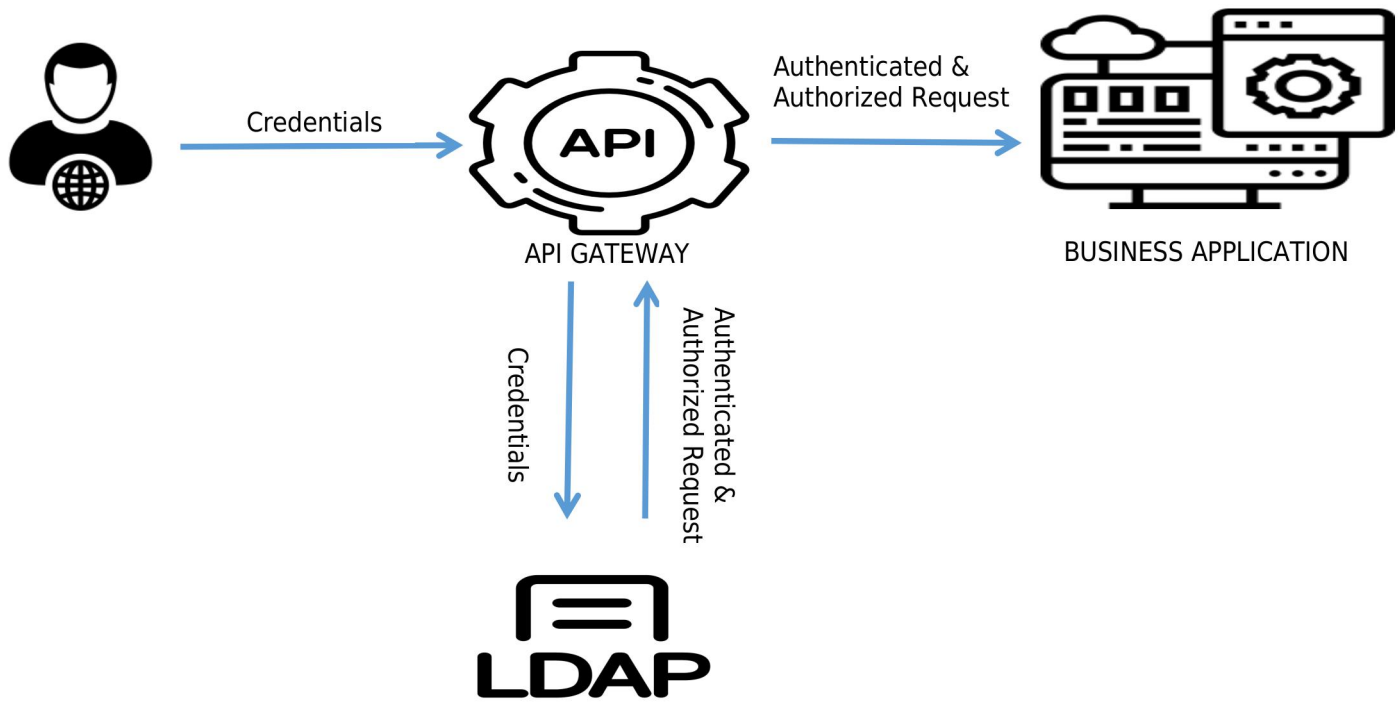 Credentials
API
Authenticated &
Authorized Request
API GATEWAY
BUSINESS APPLICATION
Credentials
Authenticated &
Authorized Request
LDAP